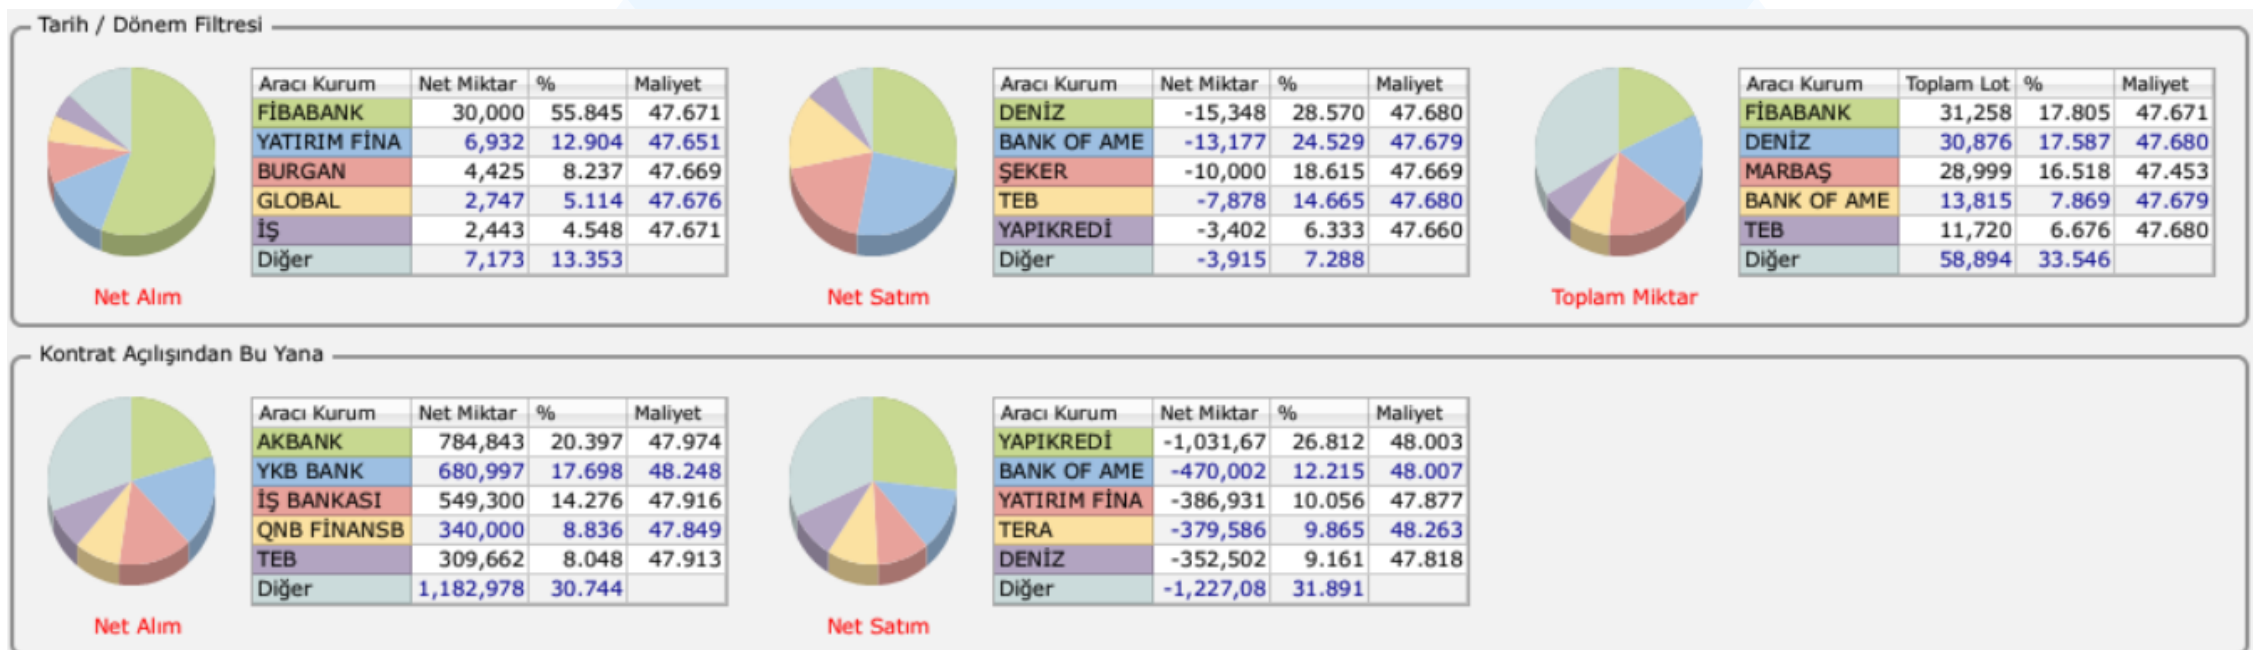 Tarih / Dönem Filtresi
Aracı Kurum Net Miktar % Maliyet
FİBABANK 30,000 55.845 47.671
YATIRIM FİNA 6,932 12.904 47.651
BURGAN 4,425 8.237 47.669
GLOBAL 2,747 5.114 47.676
İŞ 2,443 4.548 47.671
Diğer 7,173 13.353
Net Alım
Aracı Kurum Net Miktar % Maliyet
DENİZ -15,348 28.570 47.680
BANK OF AME -13,177 24.529 47.679
ŞEKER -10,000 18.615 47.669
TEB -7,878 14.665 47.680
YAPIKREDİ -3,402 6.333 47.660
Diğer -3,915 7.288
Net Satım
Aracı Kurum Toplam Lot % Maliyet
FİBABANK 31,258 17.805 47.671
DENİZ 30,876 17.587 47.680
MARBAŞ 28,999 16.518 47.453
BANK OF AME 13,815 7.869 47.679
TEB 11,720 6.676 47.680
Diğer 58,894 33.546
Toplam Miktar
Kontrat Açılışından Bu Yana
Aracı Kurum Net Miktar % Maliyet
AKBANK 784,843 20.397 47.974
YKB BANK 680,997 17.698 48.248
İŞ BANKASI 549,300 14.276 47.916
QNB FİNANSB 340,000 8.836 47.849
TEB 309,662 8.048 47.913
Diğer 1,182,978 30.744
Net Alım
Aracı Kurum Net Miktar % Maliyet
YAPIKREDİ -1,031,67 26.812 48.003
BANK OF AME -470,002 12.215 48.007
YATIRIM FİNA -386,931 10.056 47.877
TERA -379,586 9.865 48.263
DENİZ -352,502 9.161 47.818
Diğer -1,227,08 31.891
Net Satım